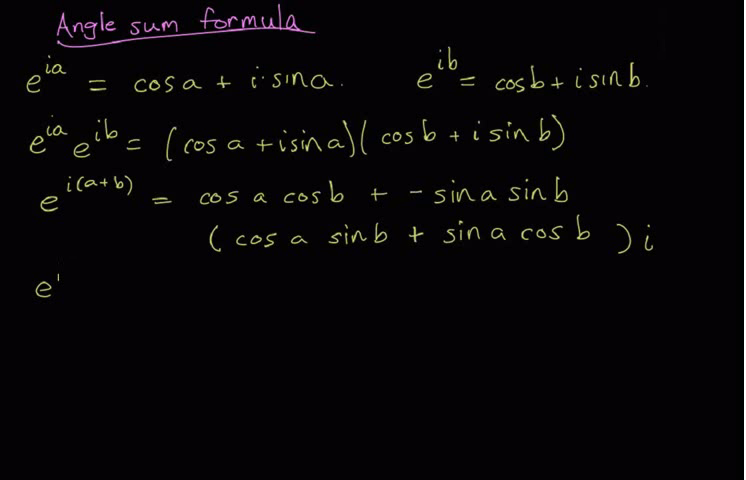 Angle sum formula
e^{ia} = cos a + i·sin a. e^{ib} = cos b + i sin b.
e^{ia} e^{ib} = (cos a + i sin a)(cos b + i sin b)
e^{i(a+b)} = cos a cos b + - sin a sin b
(cos a sin b + sin a cos b) i
e^{'}